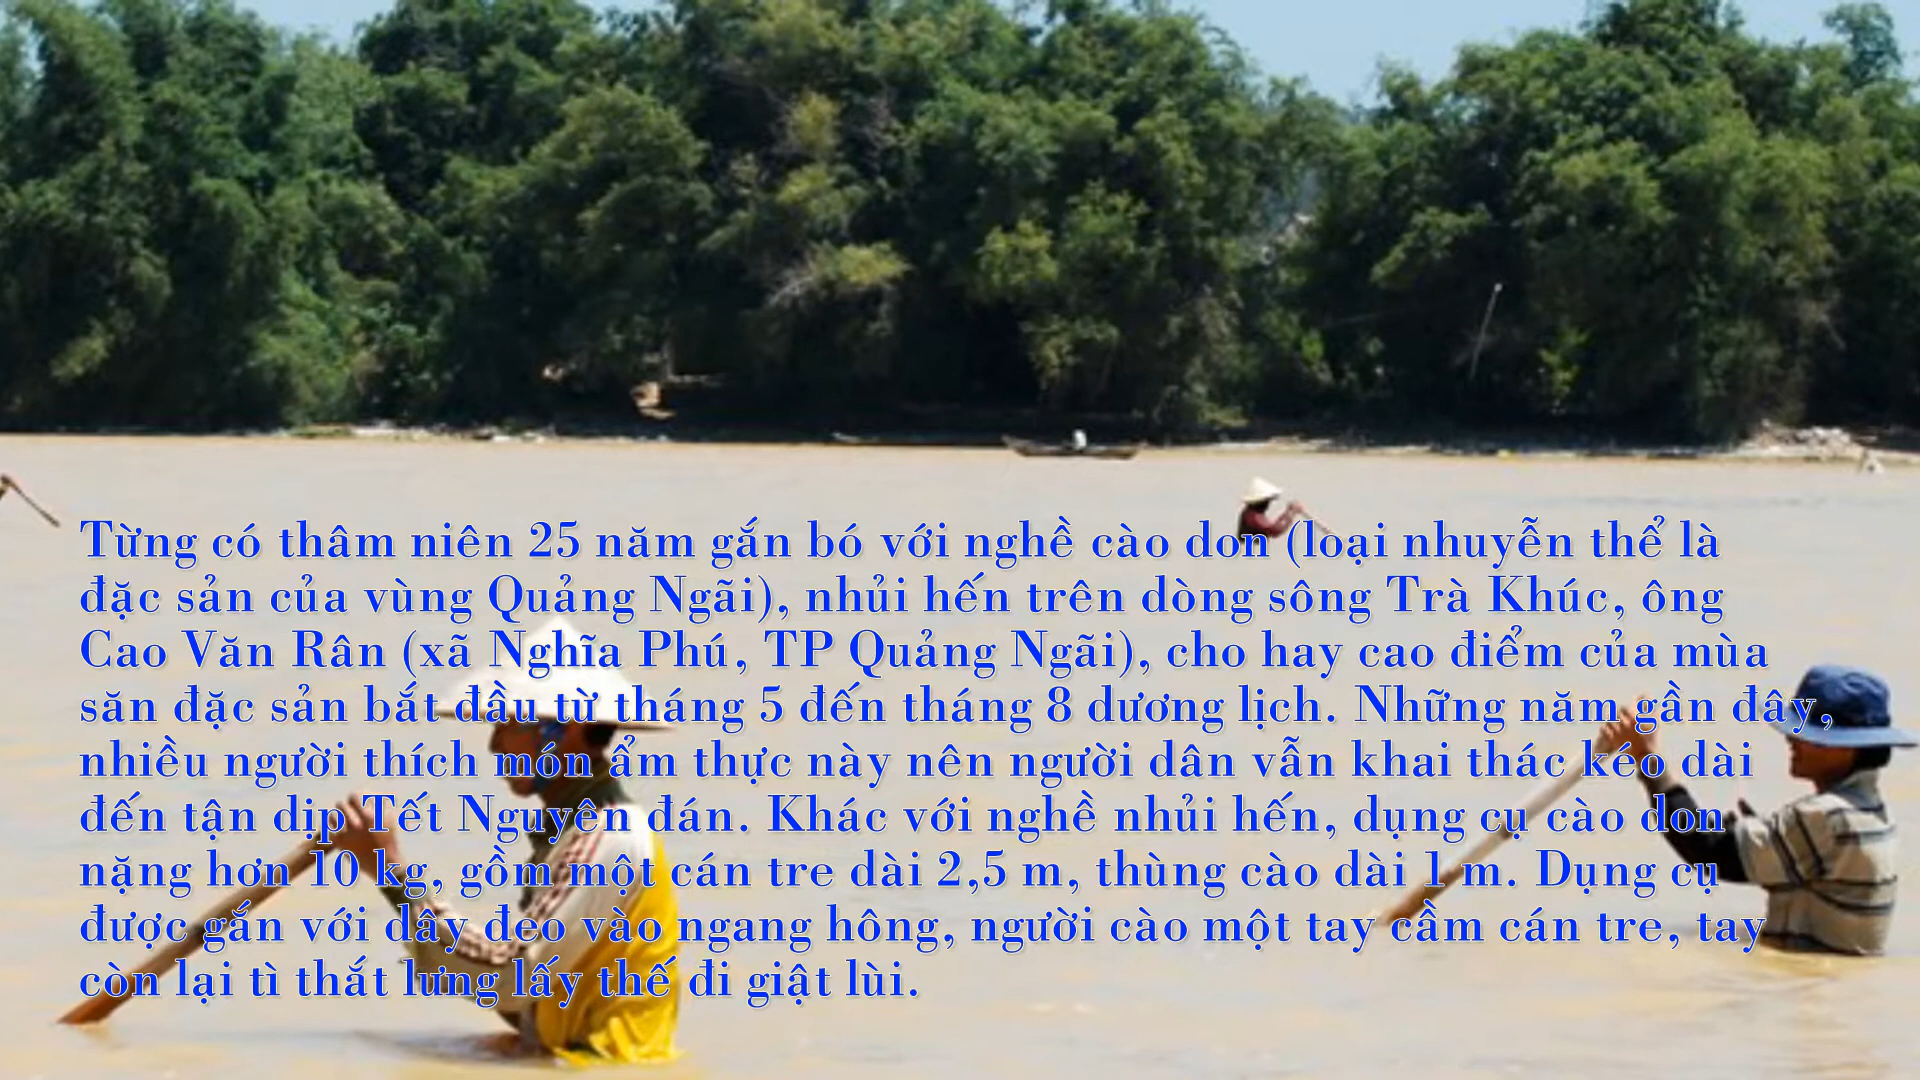 Từng có thâm niên 25 năm gắn bó với nghề cào don (loại nhuyễn thể là
đặc sản của vùng Quảng Ngãi), nhủi hến trên dòng sông Trà Khúc, ông
Cao Văn Rân (xã Nghĩa Phú, TP Quảng Ngãi), cho hay cao điểm của mùa
săn đặc sản bắt đầu từ tháng 5 đến tháng 8 dương lịch. Những năm gần đây,
nhiều người thích món ẩm thực này nên người dân vẫn khai thác kéo dài
đến tận dịp Tết Nguyên đán. Khác với nghề nhủi hến, dụng cụ cào don
nặng hơn 10 kg, gồm một cán tre dài 2,5 m, thùng cào dài 1 m. Dụng cụ
được gắn với dây đeo vào ngang hông, người cào một tay cầm cán tre, tay
còn lại tì thắt lưng lấy thế đi giật lùi.